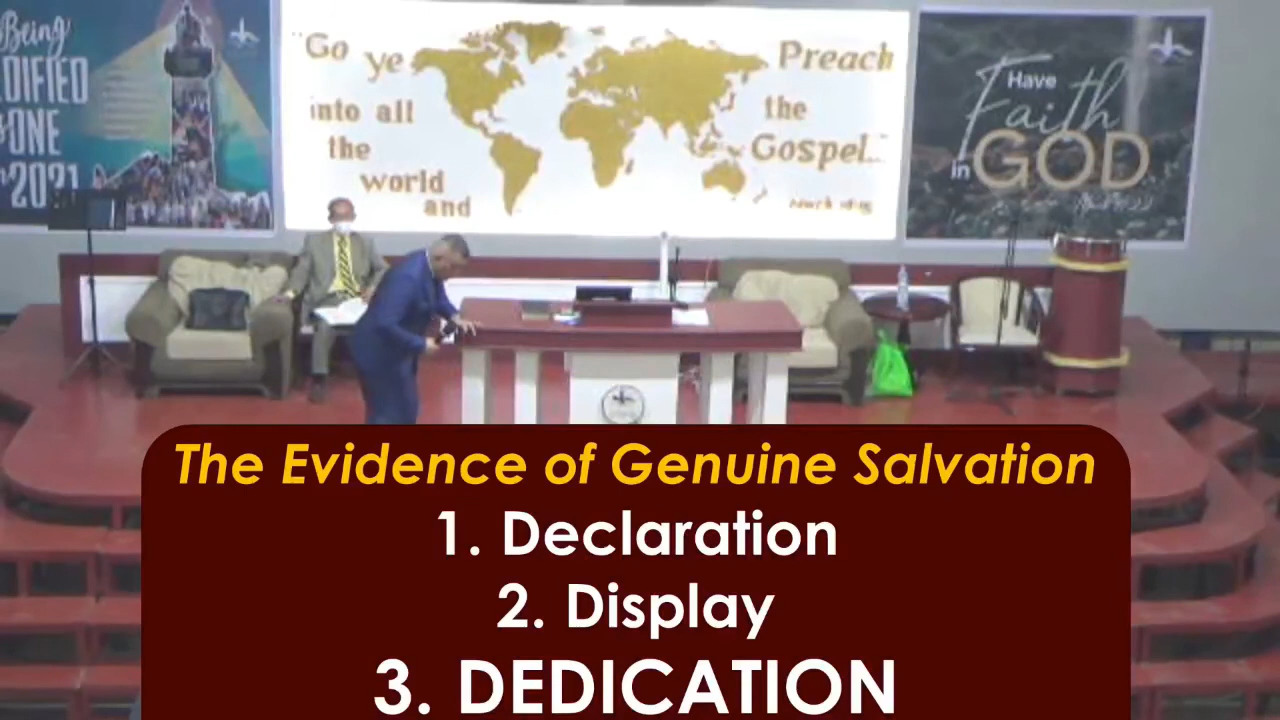 Being
EDIFIED
ONE
2021
"Go ye
into all
the
world
and
Preach
the
Gospel..
Have
Faith
in GOD
The Evidence of Genuine Salvation
1. Declaration
2. Display
3. DEDICATION